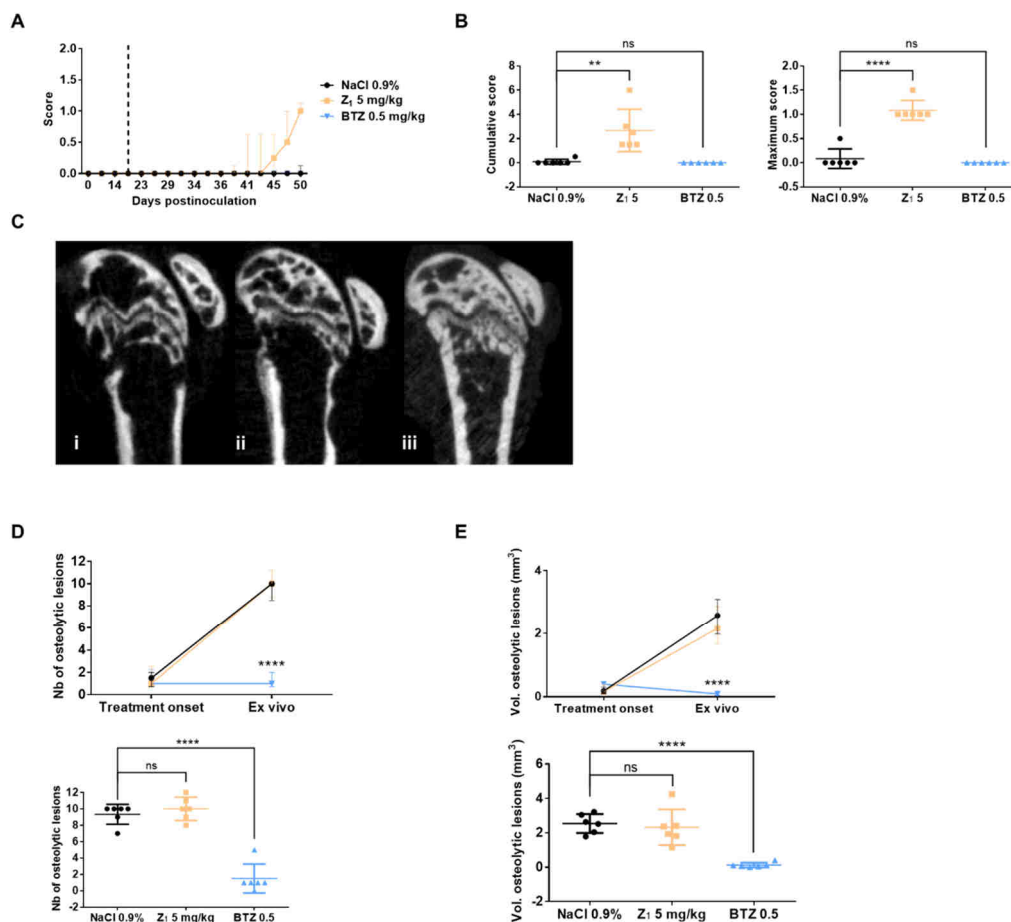 A
Score
2.0
1.5
1.0
0.5
0.0
0 14 23 29 34 36 41 45 50
Days postinoculation
NaCl 0.9%
Z₁ 5 mg/kg
BTZ 0.5 mg/kg
B
Cumulative score
8
6
4
2
0
-2
ns
**
NaCl 0.9% Z₁ 5 BTZ 0.5
Maximum score
2.0
1.5
1.0
0.5
0.0
-0.5
ns
****
NaCl 0.9% Z₁ 5 BTZ 0.5
C
i ii iii
D
Nb of osteolytic lesions
12
10
8
6
4
2
0
****
Treatment onset Ex vivo
Nb of osteolytic lesions
12
10
8
6
4
2
0
-2
****
ns
NaCl 0.9% Z₁ 5 mg/kg BTZ 0.5
E
Vol. osteolytic lesions (mm³)
4
2
0
****
Treatment onset Ex vivo
Vol. osteolytic lesions (mm³)
6
4
2
0
-2
****
ns
NaCl 0.9% Z₁ 5 mg/kg BTZ 0.5